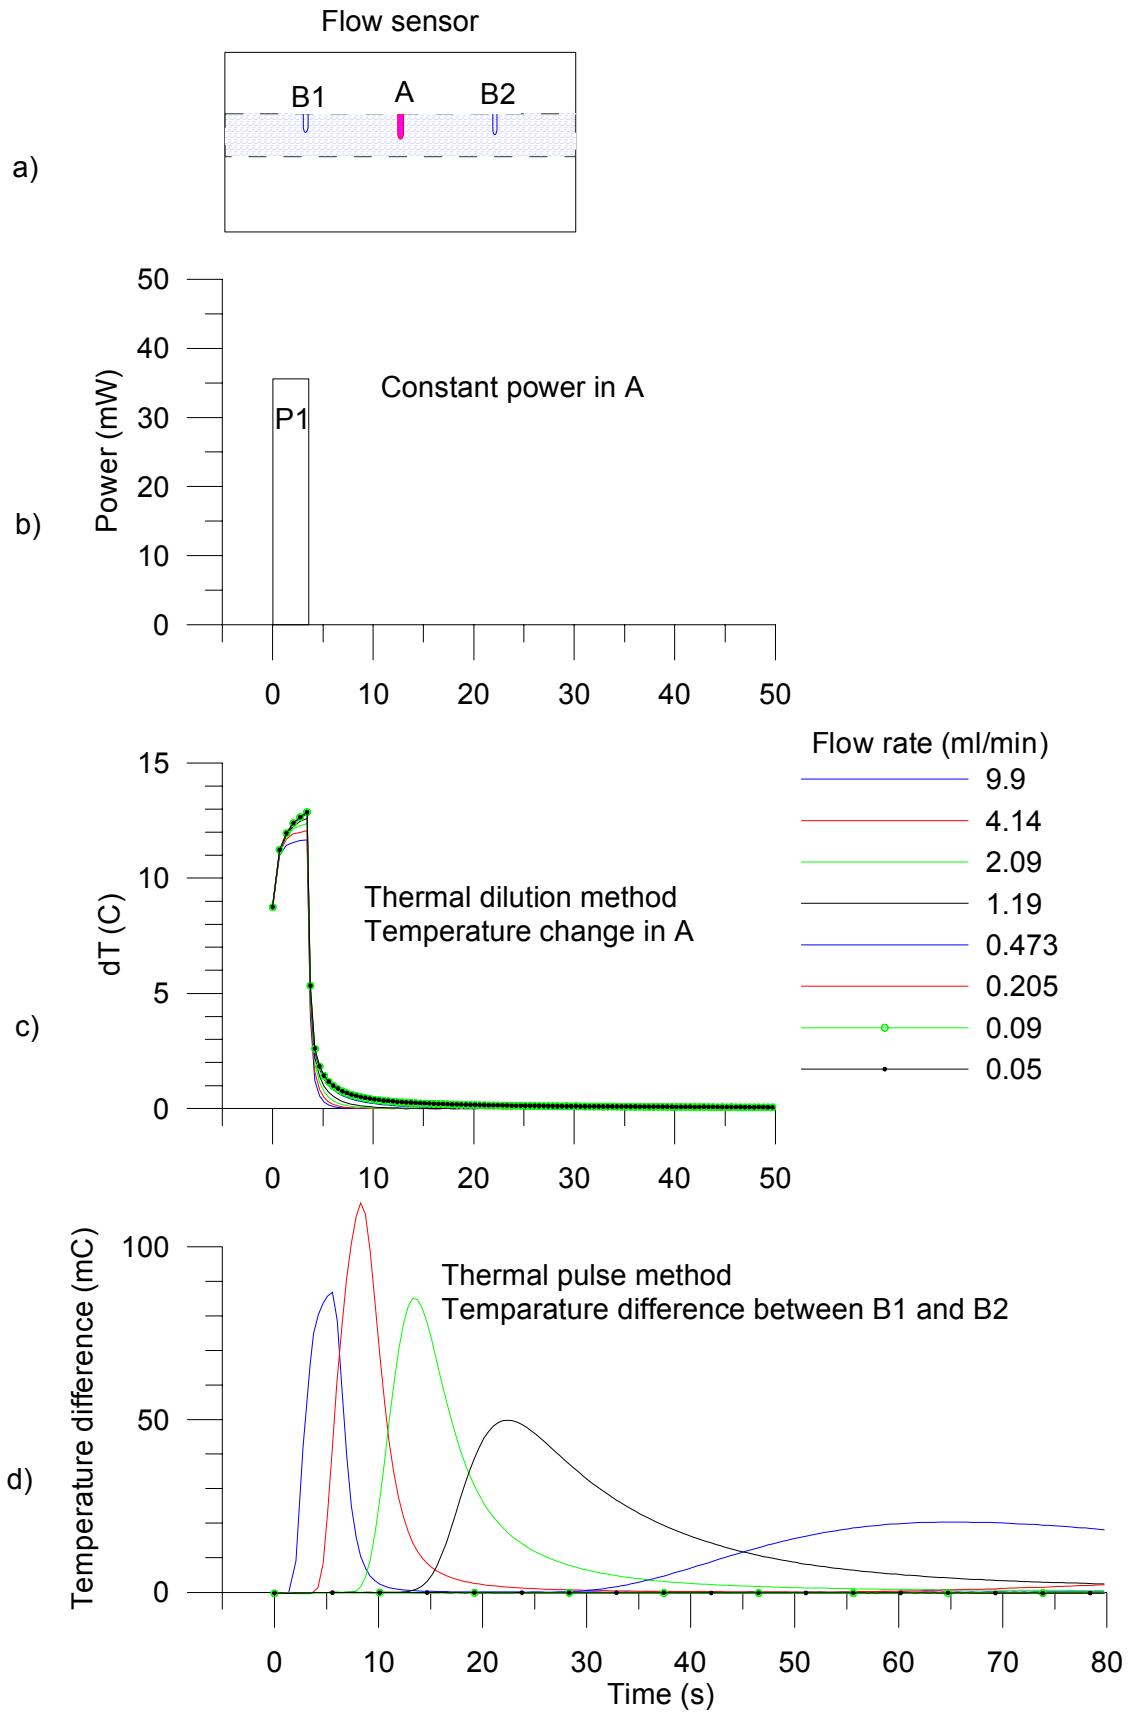 Flow sensor
B1 A B2
a)
50
40
30
20
10
0
Power (mW)
Constant power in A
P1
b)
0 10 20 30 40 50
Flow rate (ml/min)
9.9
4.14
2.09
1.19
0.473
0.205
0.09
0.05
15
10
5
0
dT (C)
Thermal dilution method
Temperature change in A
c)
0 10 20 30 40 50
100
50
0
Temperature difference (mC)
Thermal pulse method
Temparature difference between B1 and B2
d)
0 10 20 30 40 50 60 70 80
Time (s)